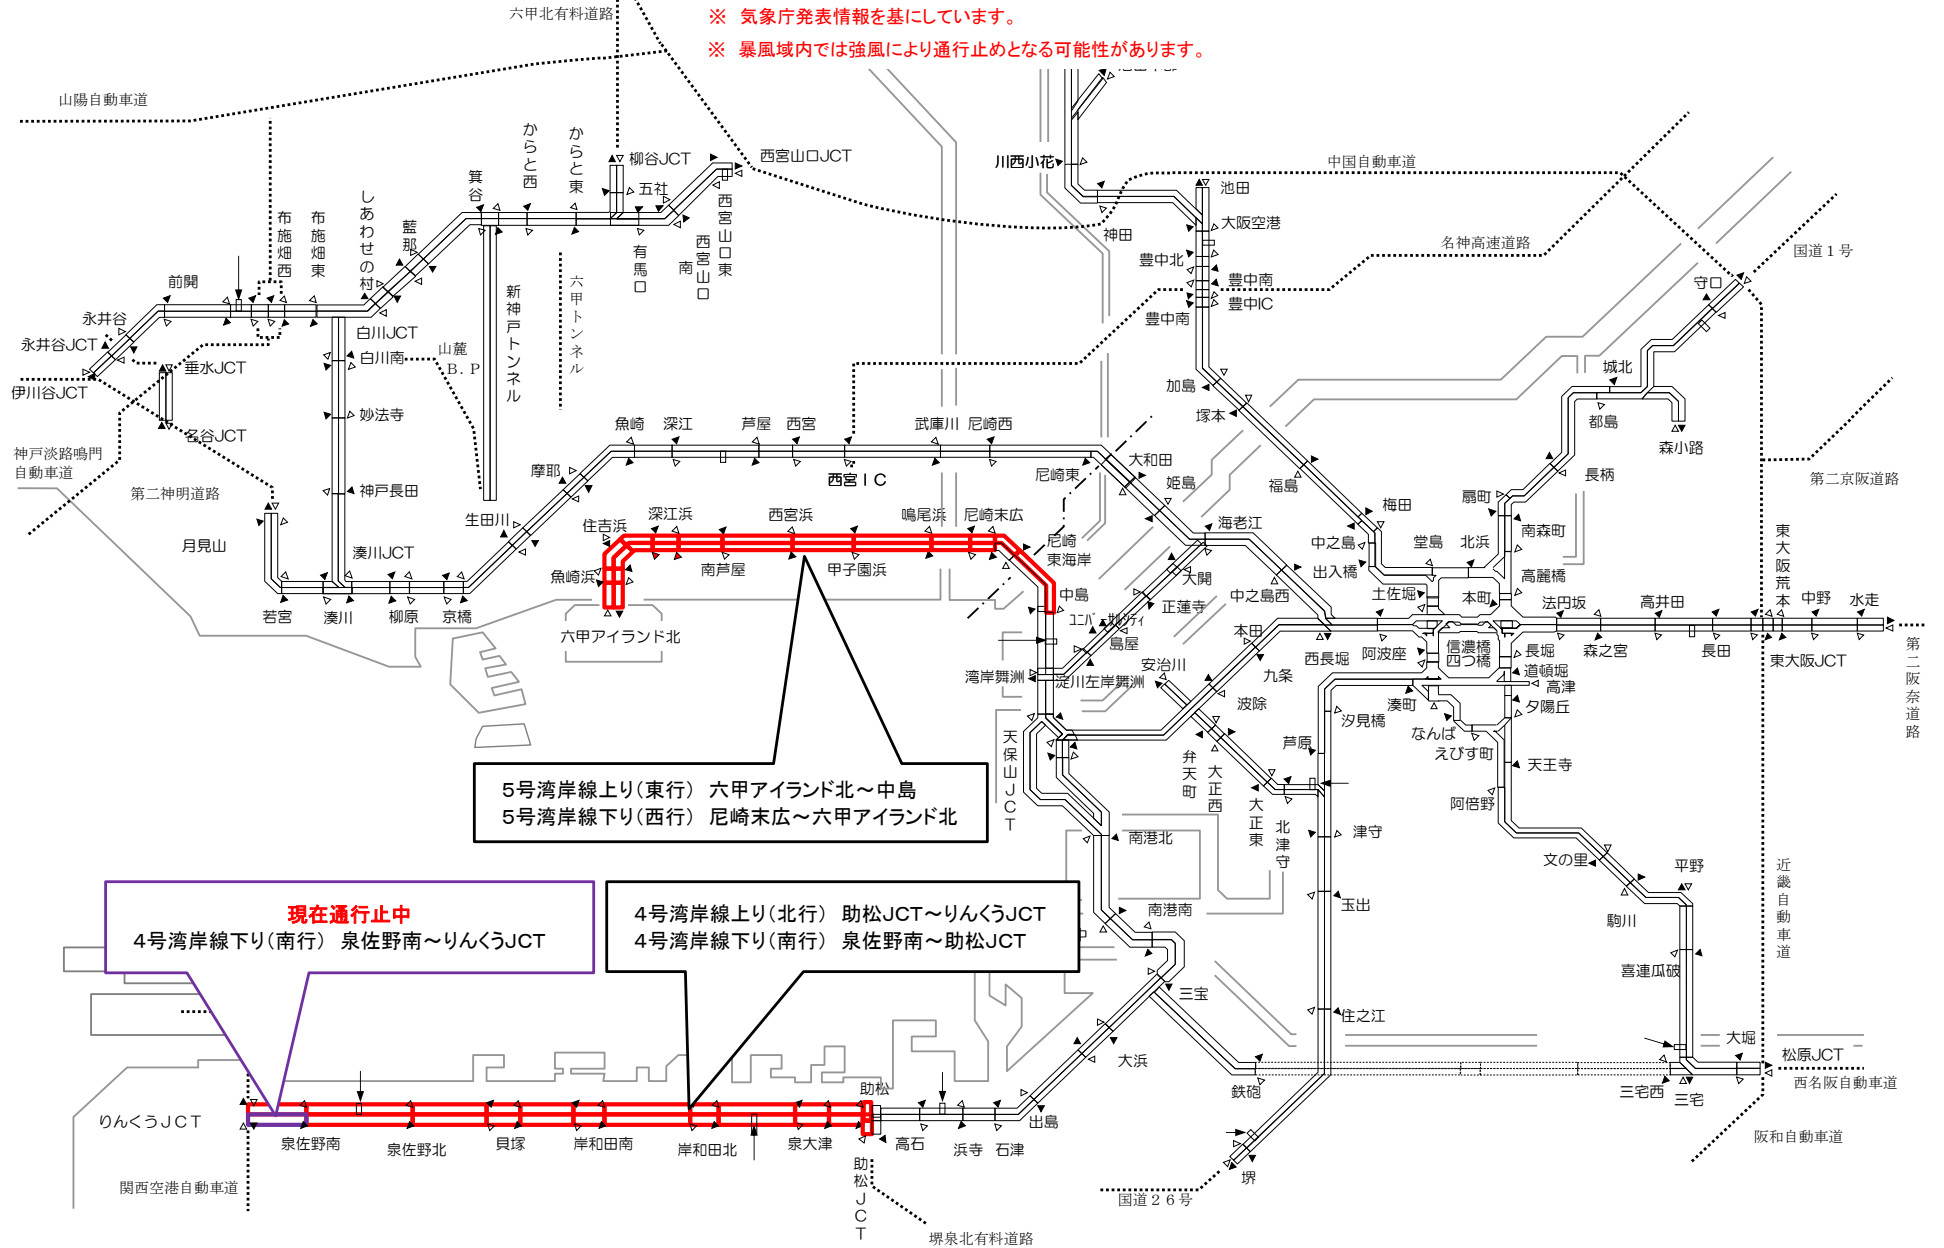 六甲北有料道路
※　気象庁発表情報を基にしています。
※　暴風域内では強風により通行止めとなる可能性があります。
山陽自動車道
からと西
からと東
柳谷JCT
西宮山口JCT
川西小花
中国自動車道
箕谷
五社
池田
しあわせの村
西宮山口東
布施畑西
布施畑東
藍那
有馬口
西宮山口南
神田
大阪空港
名神高速道路
国道１号
豊中北
豊中南
前開
六甲トンネル
新神戸トンネル
守口
豊中IC
豊中南
永井谷
永井谷JCT
白川JCT
白川南
山麓
B．P
垂水JCT
伊川谷JCT
加島
城北
塚本
妙法寺
名谷JCT
魚崎
深江
芦屋
西宮
武庫川
尼崎西
都島
森小路
神戸淡路鳴門
自動車道
第二神明道路
摩耶
西宮ＩＣ
尼崎東
大和田
姫島
福島
長柄
第二京阪道路
神戸長田
梅田
扇町
生田川
住吉浜
深江浜
西宮浜
鳴尾浜
尼崎末広
海老江
南森町
東大阪荒本
月見山
湊川JCT
尼崎
東海岸
中之島
堂島
北浜
魚崎浜
南芦屋
甲子園浜
大開
出入橋
高麗橋
中島
正蓮寺
中之島西
土佐堀
本町
法円坂
高井田
中野
水走
若宮
湊川
柳原
京橋
六甲アイランド北
島屋
本田
西長堀
阿波座
信濃橋
四つ橋
長堀
森之宮
長田
東大阪JCT
第二阪奈道路
安治川
九条
道頓堀
湾岸舞洲
淀川左岸舞洲
高津
波除
湊町
夕陽丘
汐見橋
なんば
えびす町
天保山JCT
芦原
弁天町
大正西
天王寺
5号湾岸線上り（東行）　六甲アイランド北～中島
5号湾岸線下り（西行）　尼崎末広～六甲アイランド北
大正東
阿倍野
北津守
津守
南港北
文の里
平野
近畿自動車道
現在通行止中
4号湾岸線下り（南行）　泉佐野南～りんくうJCT
4号湾岸線上り（北行）　助松JCT～りんくうJCT
4号湾岸線下り（南行）　泉佐野南～助松JCT
南港南
玉出
駒川
喜連瓜破
三宝
住之江
大浜
大堀
松原JCT
西名阪自動車道
鉄砲
三宅西
三宅
助松
りんくうJCT
泉佐野南
泉佐野北
貝塚
岸和田南
岸和田北
泉大津
高石
浜寺
石津
出島
阪和自動車道
助松JCT
堺
関西空港自動車道
国道２６号
堺泉北有料道路